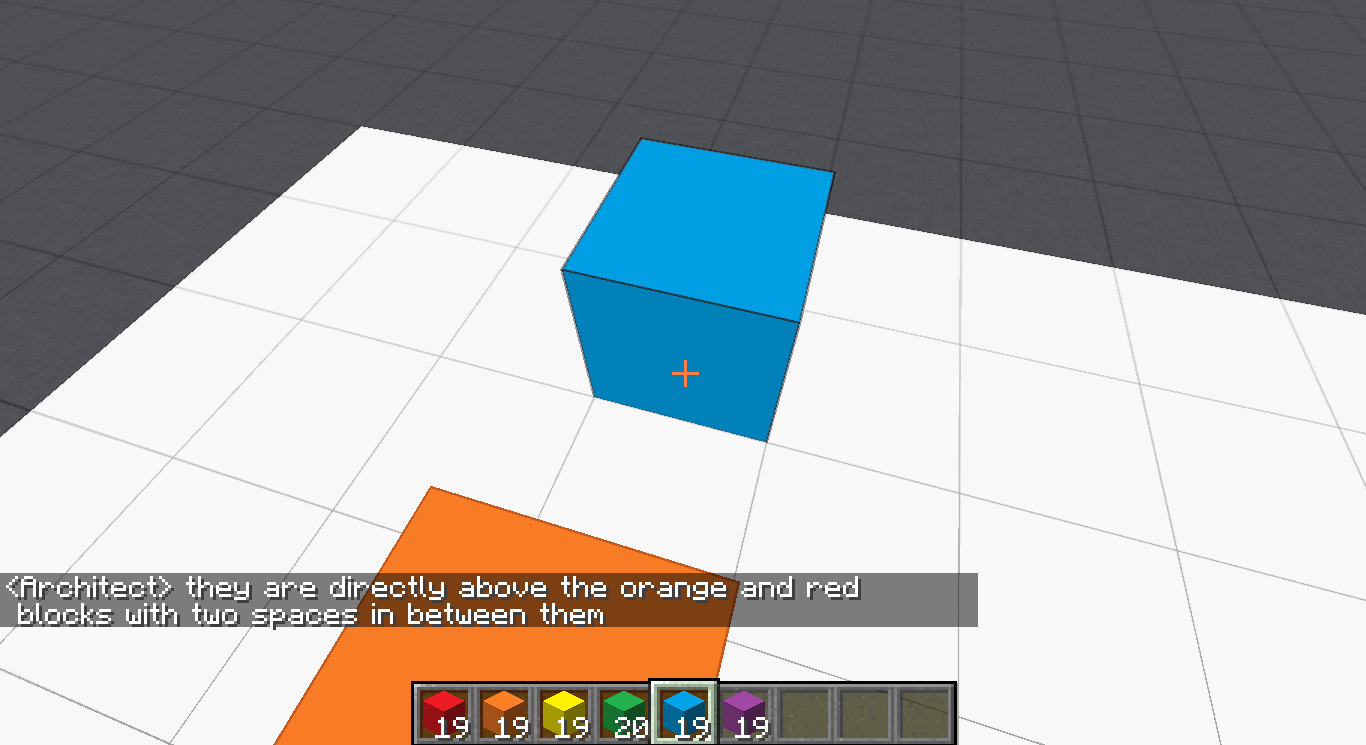 <Architect> they are directly above the orange and red
blocks with two spaces in between them
19 19 19 20 19 19